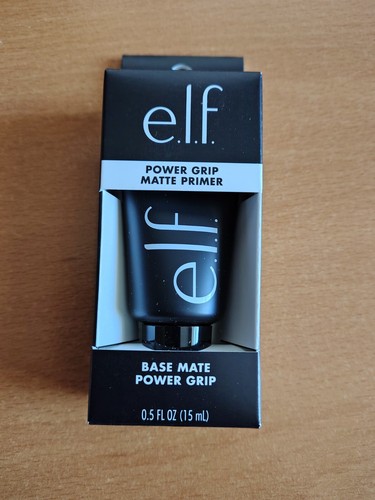 e.l.f.
POWER GRIP
MATTE PRIMER
e.l.f.
BASE MATE
POWER GRIP
0.5 FL OZ (15 mL)